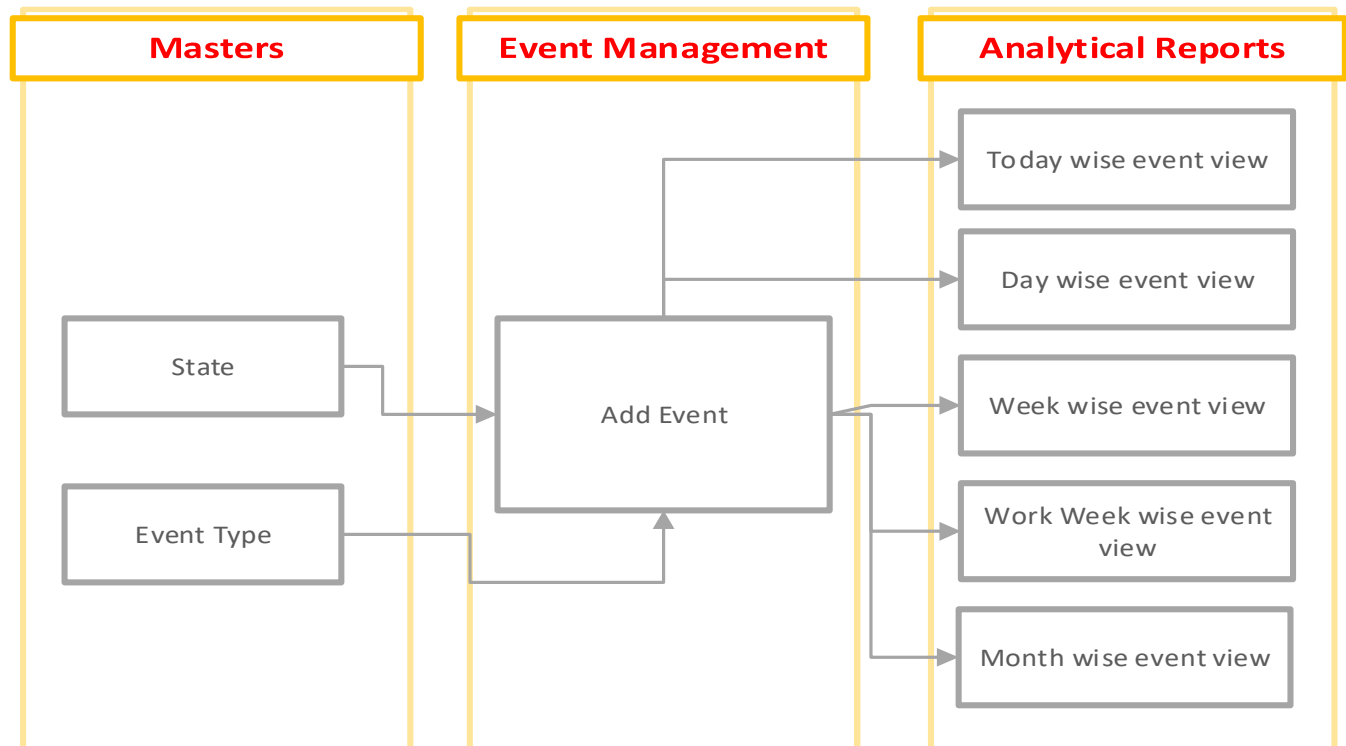 Masters
Event Management
Analytical Reports
State
Event Type
Add Event
Today wise event view
Day wise event view
Week wise event view
Work Week wise event
view
Month wise event view